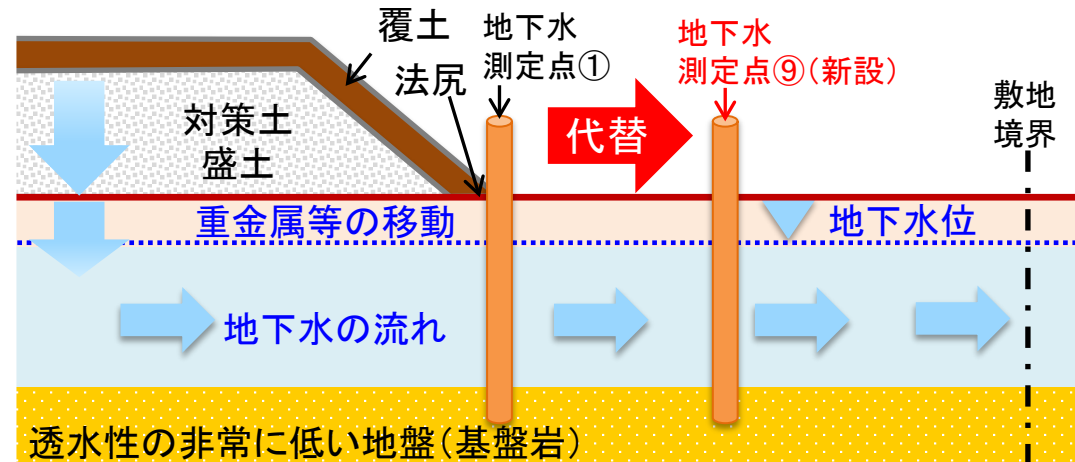 覆土
法尻
地下水
測定点①
地下水
測定点⑨(新設)
代替
敷地
境界
対策土
盛土
重金属等の移動
地下水位
地下水の流れ
透水性の非常に低い地盤(基盤岩)